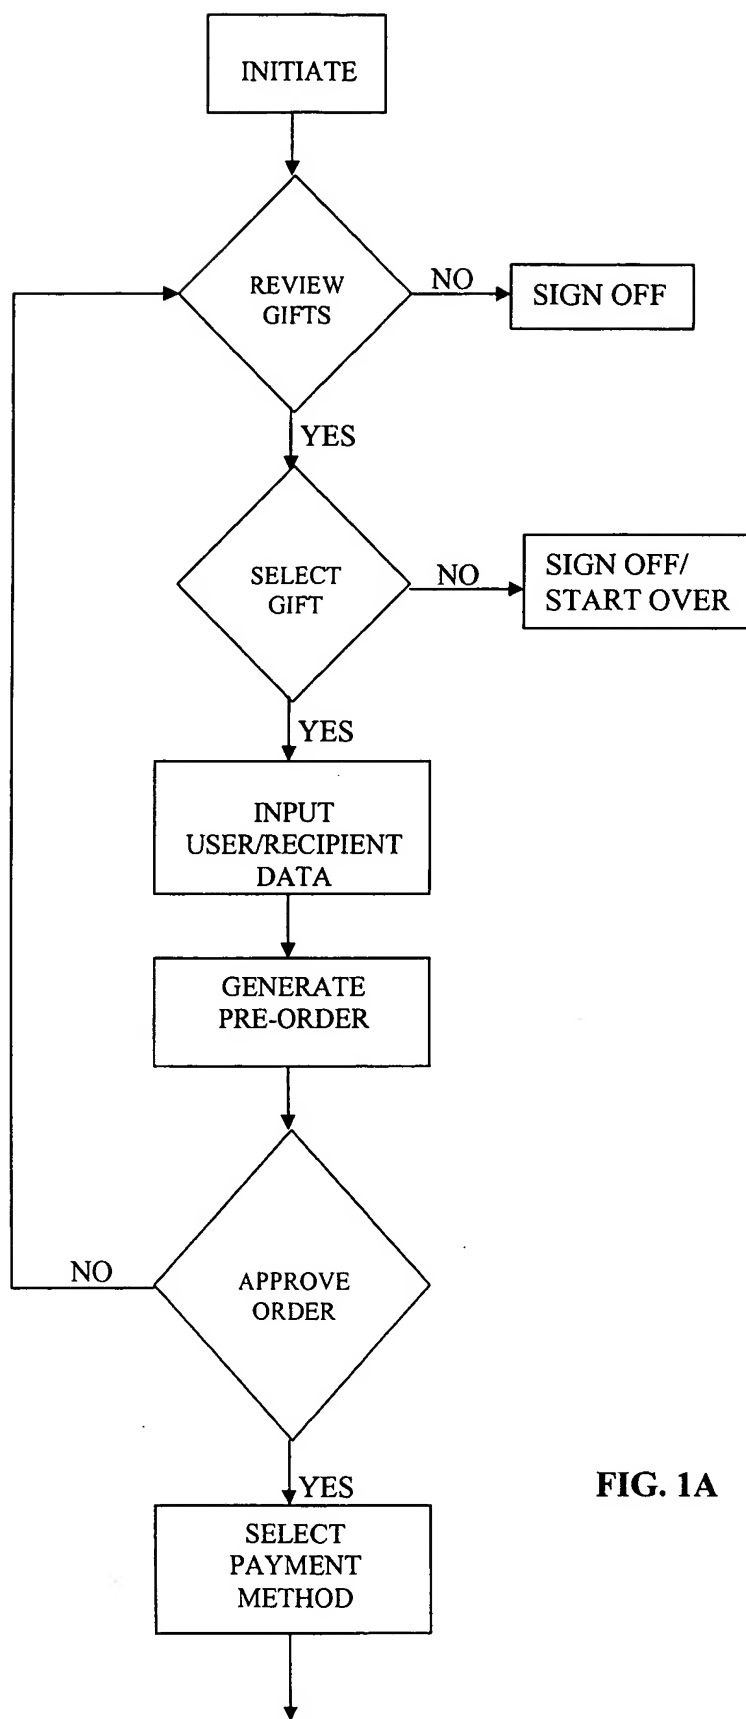 INITIATE
REVIEW
GIFTS
NO
SIGN OFF
YES
SELECT
GIFT
NO
SIGN OFF/
START OVER
YES
INPUT
USER/RECIPIENT
DATA
GENERATE
PRE-ORDER
NO
APPROVE
ORDER
YES
FIG. 1A
SELECT
PAYMENT
METHOD